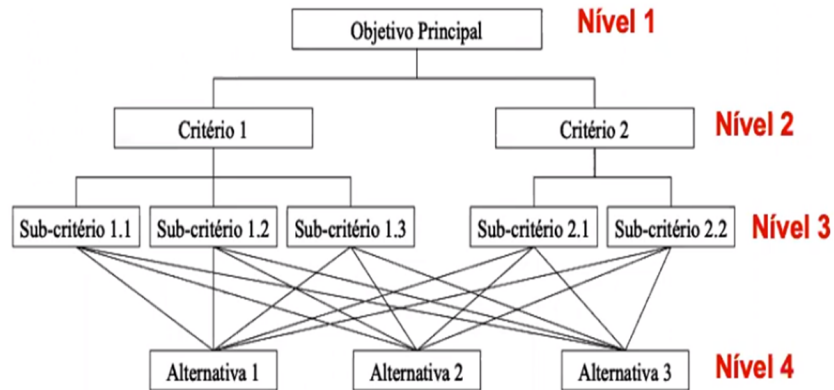 Objetivo Principal Nível 1
Critério 1 Critério 2 Nível 2
Sub-critério 1.1 Sub-critério 1.2 Sub-critério 1.3 Sub-critério 2.1 Sub-critério 2.2 Nível 3
Alternativa 1 Alternativa 2 Alternativa 3 Nível 4